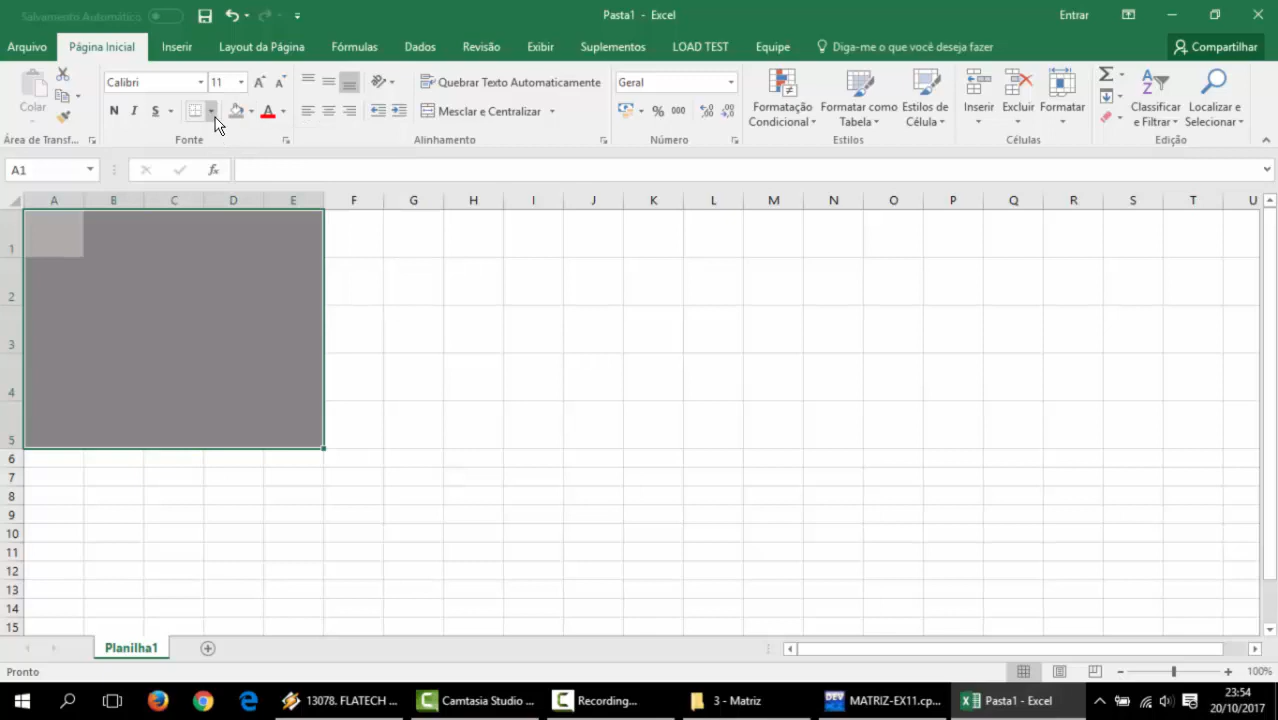 Salvamento Automático
Pasta1 - Excel
Entrar
Arquivo Página Inicial Inserir Layout da Página Fórmulas Dados Revisão Exibir Suplementos LOAD TEST Equipe Diga-me o que você deseja fazer Compartilhar
Colar
Calibri 11
Quebrar Texto Automaticamente
Geral
N I S
Mesclar e Centralizar
% 000
Formatação Condicional
Formatar como Tabela
Estilos de Célula
Inserir Excluir Formatar
Classificar e Filtrar
Localizar e Selecionar
Área de Transf... Fonte Alinhamento Número Estilos Células Edição
A1 fx
A B C D E F G H I J K L M N O P Q R S T U
1
2
3
4
5
6
7
8
9
10
11
12
13
14
15
Planilha1
Pronto 100%
13078. FLATECH ... Camtasia Studio ... Recording... 3 - Matriz MATRIZ-EX11.cp... Pasta1 - Excel
23:54
20/10/2017